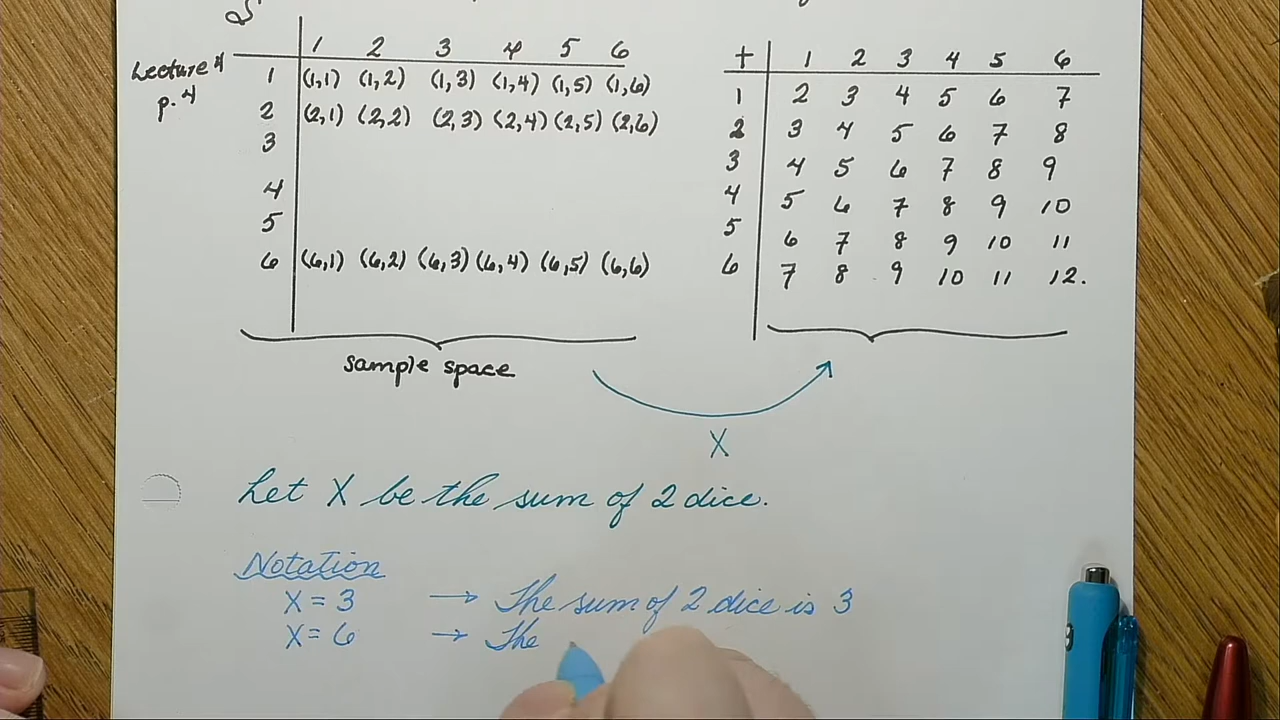 1 2 3 4 5 6
Lecture 4
p. 4
1 (1,1) (1,2) (1,3) (1,4) (1,5) (1,6)
2 (2,1) (2,2) (2,3) (2,4) (2,5) (2,6)
3
4
5
6 (6,1) (6,2) (6,3) (6,4) (6,5) (6,6)
sample space
+ 1 2 3 4 5 6
1 2 3 4 5 6 7
2 3 4 5 6 7 8
3 4 5 6 7 8 9
4 5 6 7 8 9 10
5 6 7 8 9 10 11
6 7 8 9 10 11 12.
X
Let X be the sum of 2 dice.
Notation
X = 3 → The sum of 2 dice is 3
X = 6 → The